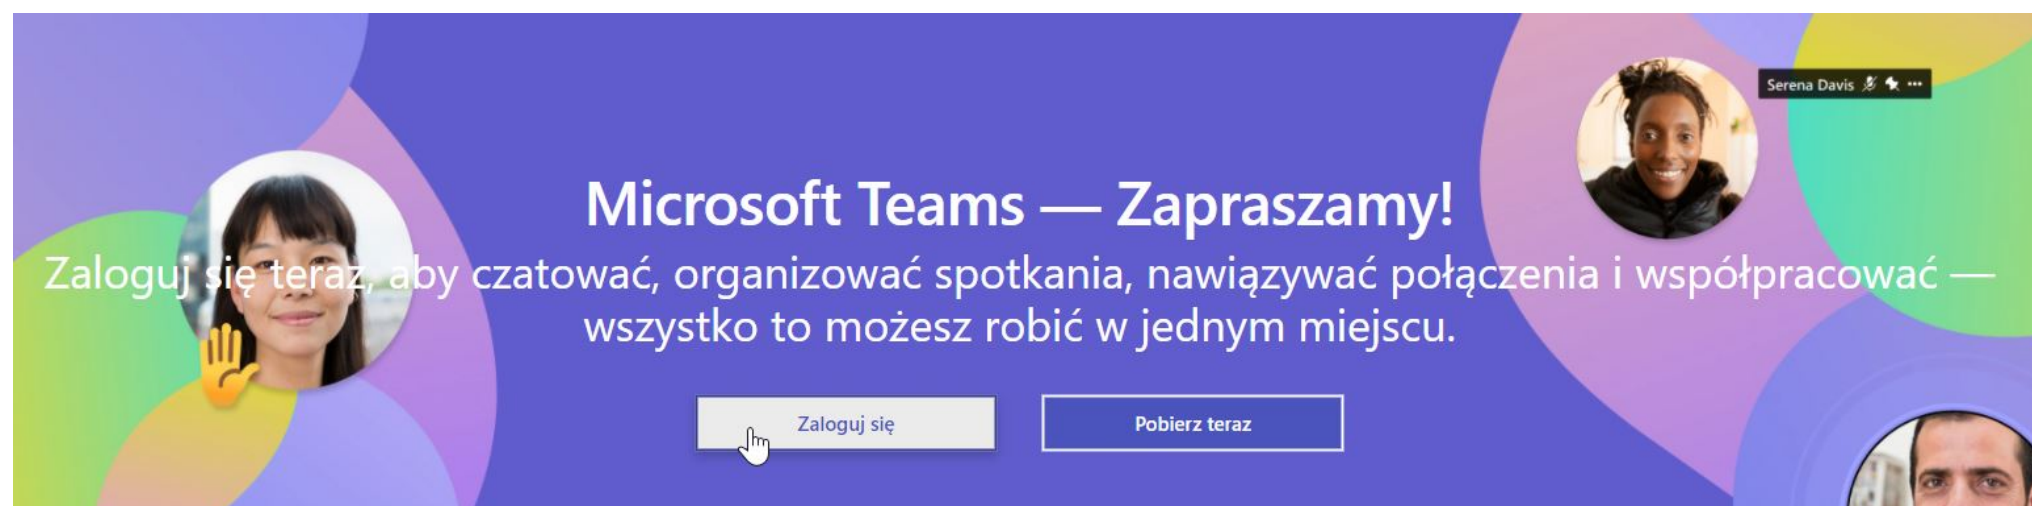 Serena Davis
Microsoft Teams — Zapraszamy!
Zaloguj się teraz, aby czatować, organizować spotkania, nawiązywać połączenia i współpracować —
wszystko to możesz robić w jednym miejscu.
Zaloguj się
Pobierz teraz